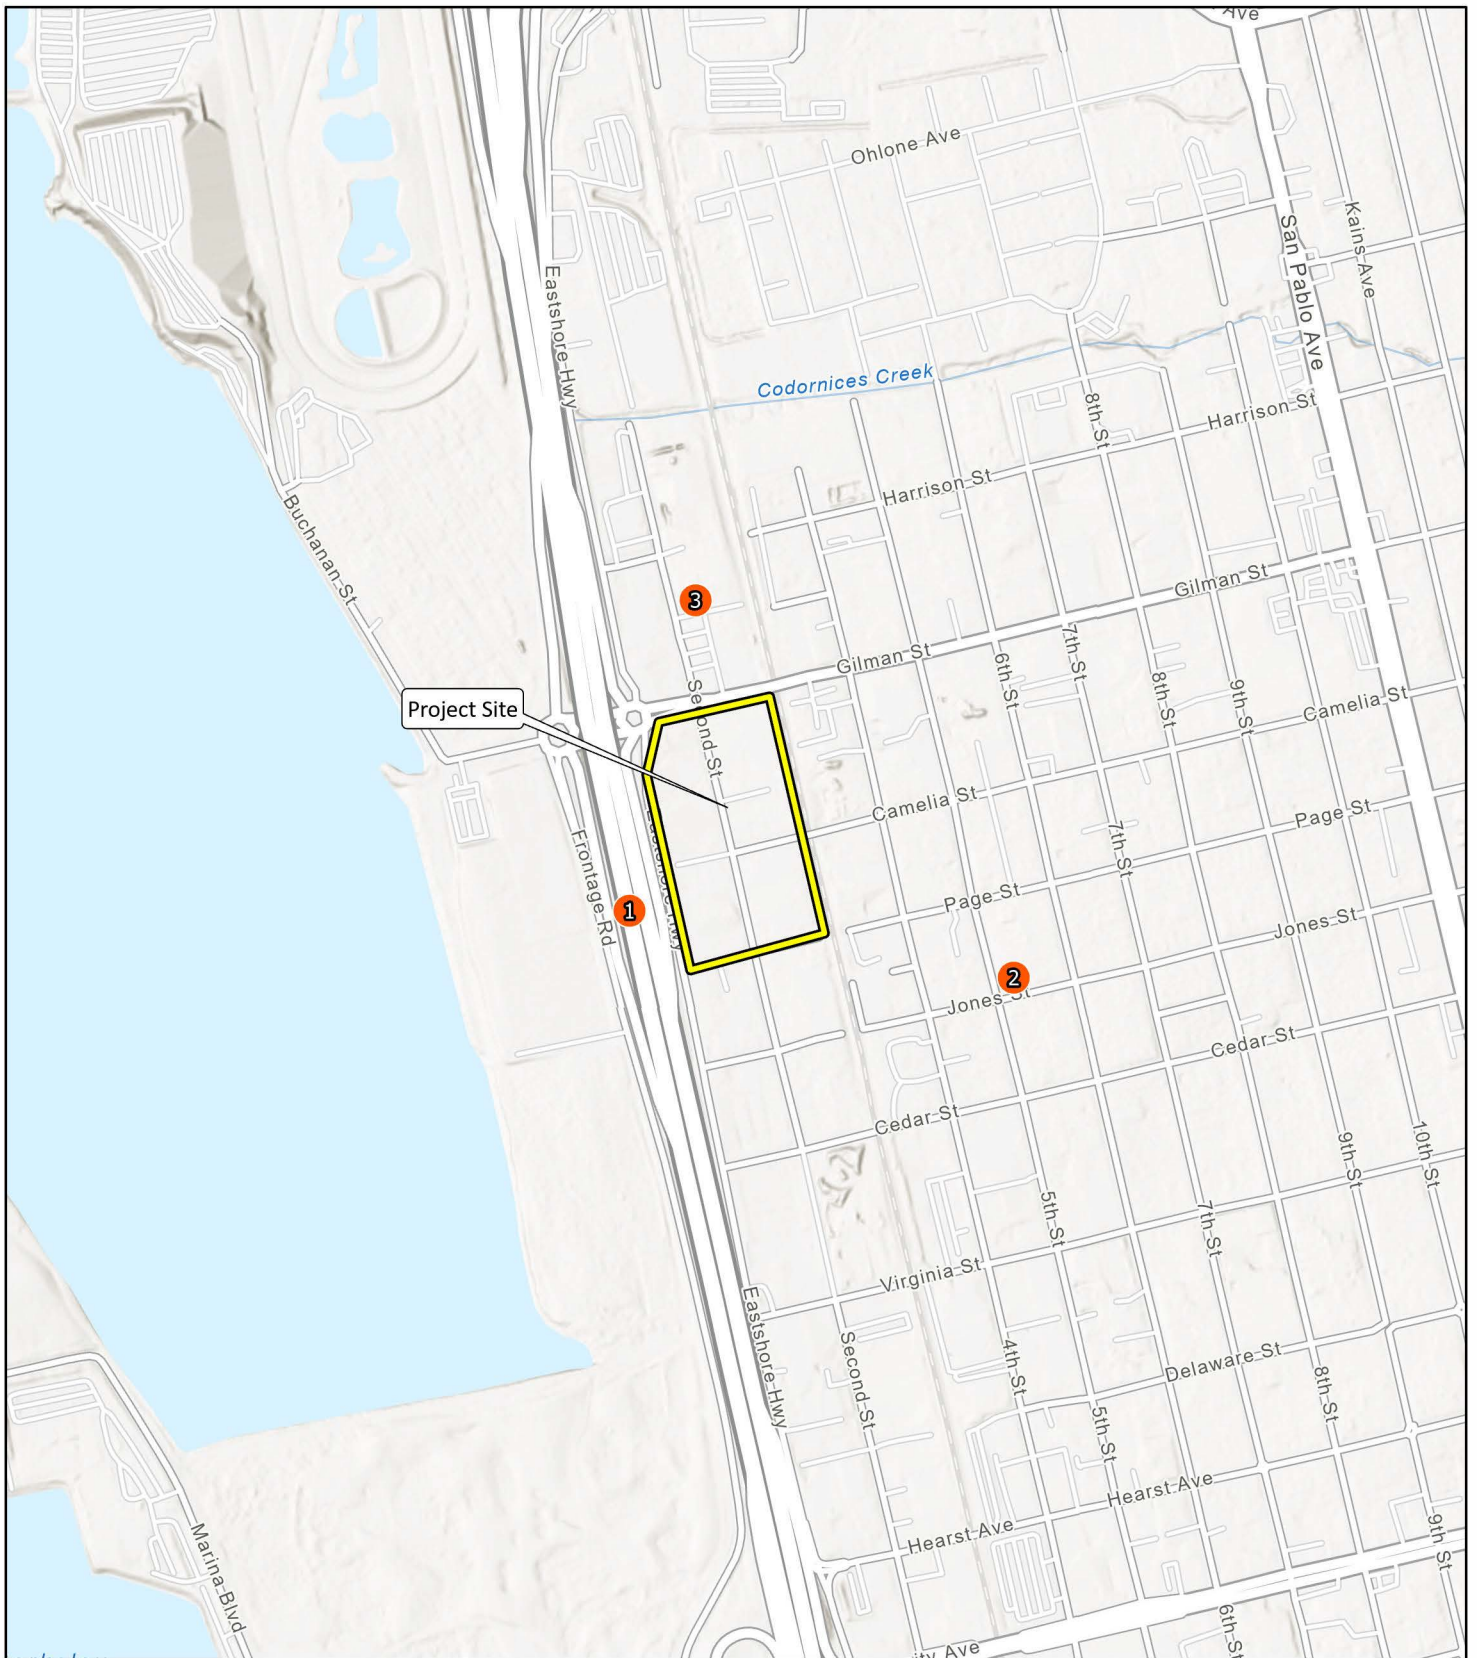 Ave
Ohlone Ave
San Pablo Ave
Kains Ave
Eastshore Hwy
Codornices Creek
8th St
Harrison St
Harrison St
Buchanan St
Gilman St
3
Gilman St
7th St
6th St
Second St
8th St
9th St
Camelia St
Project Site
Camelia St
Page St
7th St
Frontage Rd
Eastshore Hwy
1
Page St
Jones St
2
Jones St
Cedar St
Cedar St
9th St
10th St
5th St
7th St
Virginia St
Eastshore Hwy
Second St
4th St
Delaware St
8th St
5th St
Hearst Ave
Hearst Ave
9th St
Marina Blvd
6th St
ity Ave